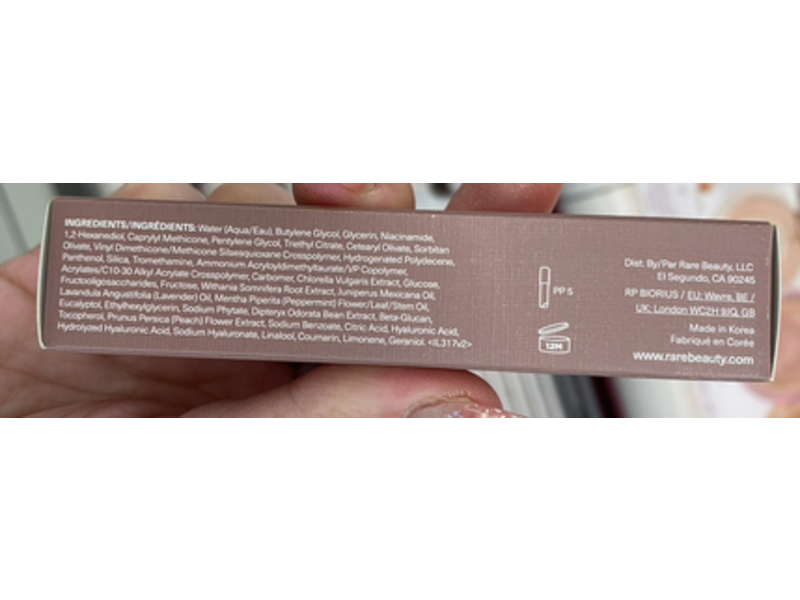 INGREDIENTS/INGRÉDIENTS: Water (Aqua/Eau), Butylene Glycol, Glycerin, Niacinamide,
1,2-Hexanediol, Caprylyl Methicone, Pentylene Glycol, Triethyl Citrate, Cetearyl Olivate, Sorbitan
Olivate, Vinyl Dimethicone/Methicone Silsesquioxane Crosspolymer, Hydrogenated Polydecene,
Panthenol, Silica, Tromethamine, Ammonium Acryloyldimethyltaurate/VP Copolymer,
Acrylates/C10-30 Alkyl Acrylate Crosspolymer, Carbomer, Chlorella Vulgaris Extract, Glucose,
Fructooligosaccharides, Fructose, Withania Somnifera Root Extract, Juniperus Mexicana Oil,
Lavandula Angustifolia (Lavender) Oil, Mentha Piperita (Peppermint) Flower/Leaf/Stem Oil,
Eucalyptol, Ethylhexylglycerin, Sodium Phytate, Dipteryx Odorata Bean Extract, Beta-Glucan,
Tocopherol, Prunus Persica (Peach) Flower Extract, Sodium Benzoate, Citric Acid, Hyaluronic Acid,
Hydrolyzed Hyaluronic Acid, Sodium Hyaluronate, Linalool, Coumarin, Limonene, Geraniol. <IL317v2>
PP 5
12M
Dist. By/Par Rare Beauty, LLC
El Segundo, CA 90245
RP BIORIUS / EU: Wavre, BE /
UK: London WC2H 9JQ, GB
Made in Korea
Fabriqué en Corée
www.rarebeauty.com